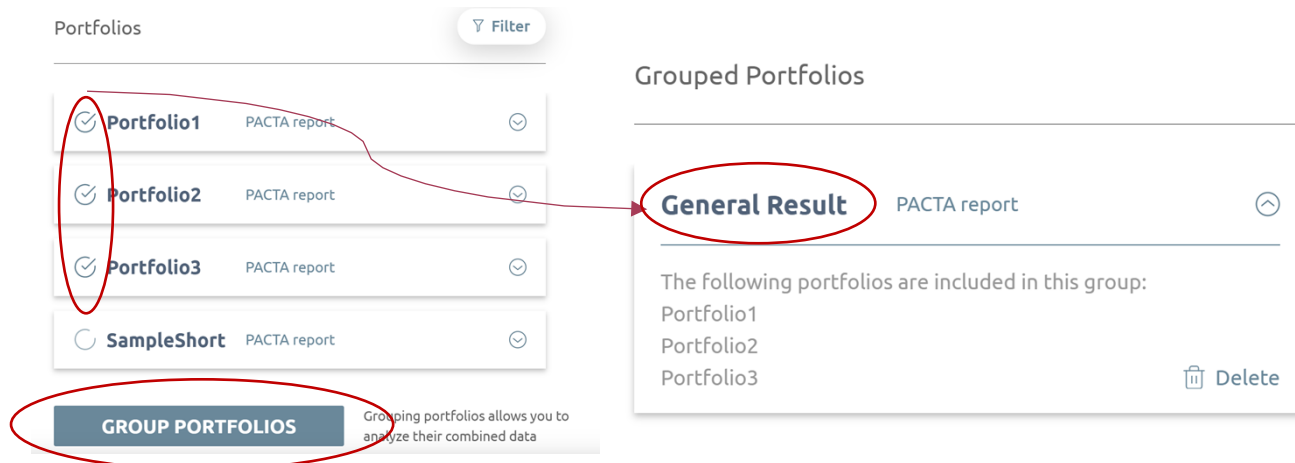 Portfolios
Filter
Portfolio1 PACTA report
Portfolio2 PACTA report
Portfolio3 PACTA report
SampleShort PACTA report
GROUP PORTFOLIOS
Grouping portfolios allows you to
analyze their combined data
Grouped Portfolios
General Result PACTA report
The following portfolios are included in this group:
Portfolio1
Portfolio2
Portfolio3
Delete